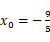 x₀ = −9/5